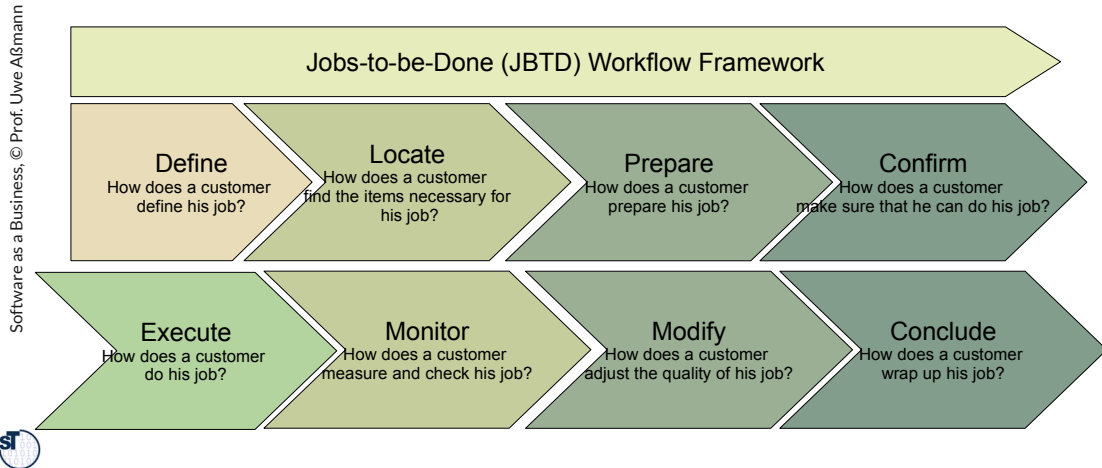 Software as a Business, © Prof. Uwe Aßmann
Jobs-to-be-Done (JBTD) Workflow Framework
Define
How does a customer
define his job?
Locate
How does a customer
find the items necessary for
his job?
Prepare
How does a customer
prepare his job?
Confirm
How does a customer
make sure that he can do his job?
Execute
How does a customer
do his job?
Monitor
How does a customer
measure and check his job?
Modify
How does a customer
adjust the quality of his job?
Conclude
How does a customer
wrap up his job?
ST